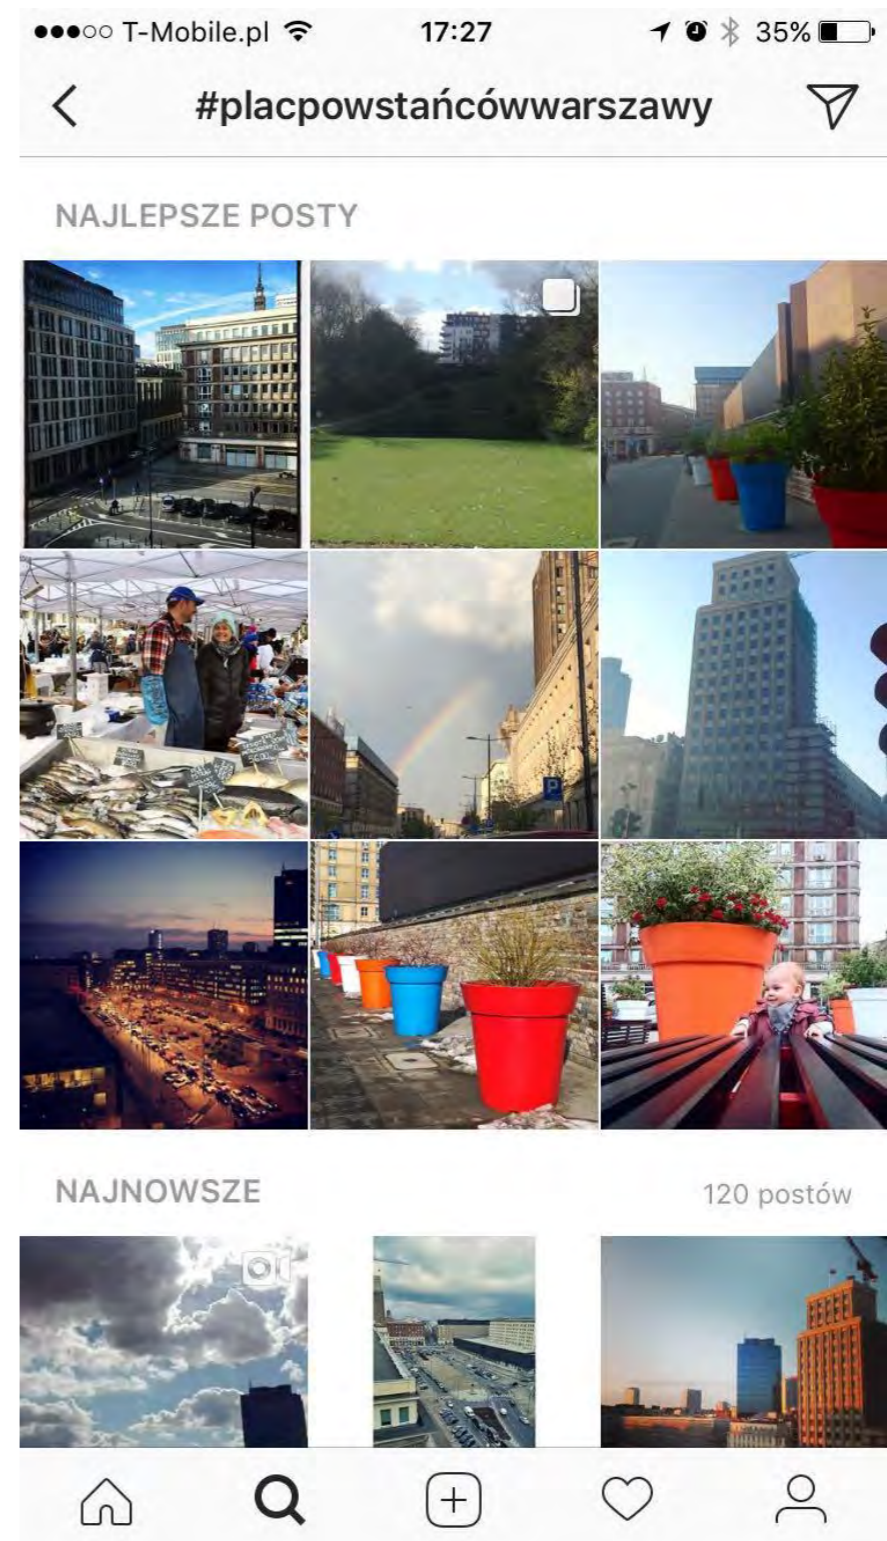 T-Mobile.pl 17:27 35%
#placpowstańcówwarszawy
NAJLEPSZE POSTY
P
NAJNOWSZE
120 postów